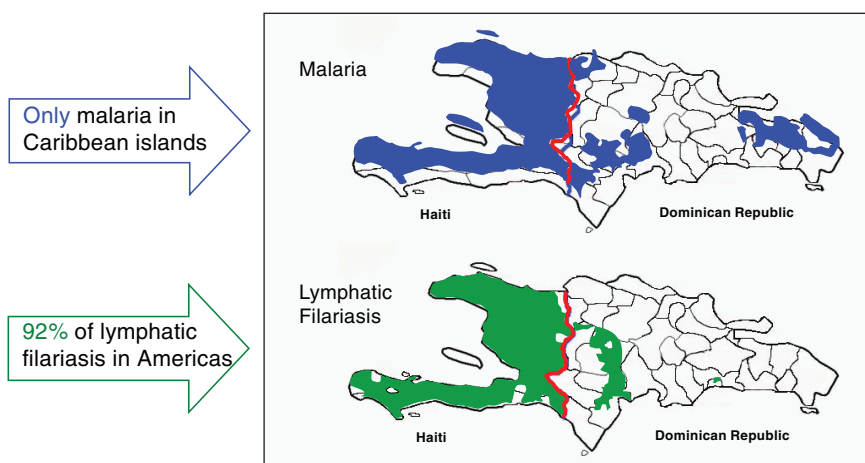 Only malaria in
Caribbean islands
Malaria
Haiti
Dominican Republic
92% of lymphatic
filariasis in Americas
Lymphatic
Filariasis
Haiti
Dominican Republic